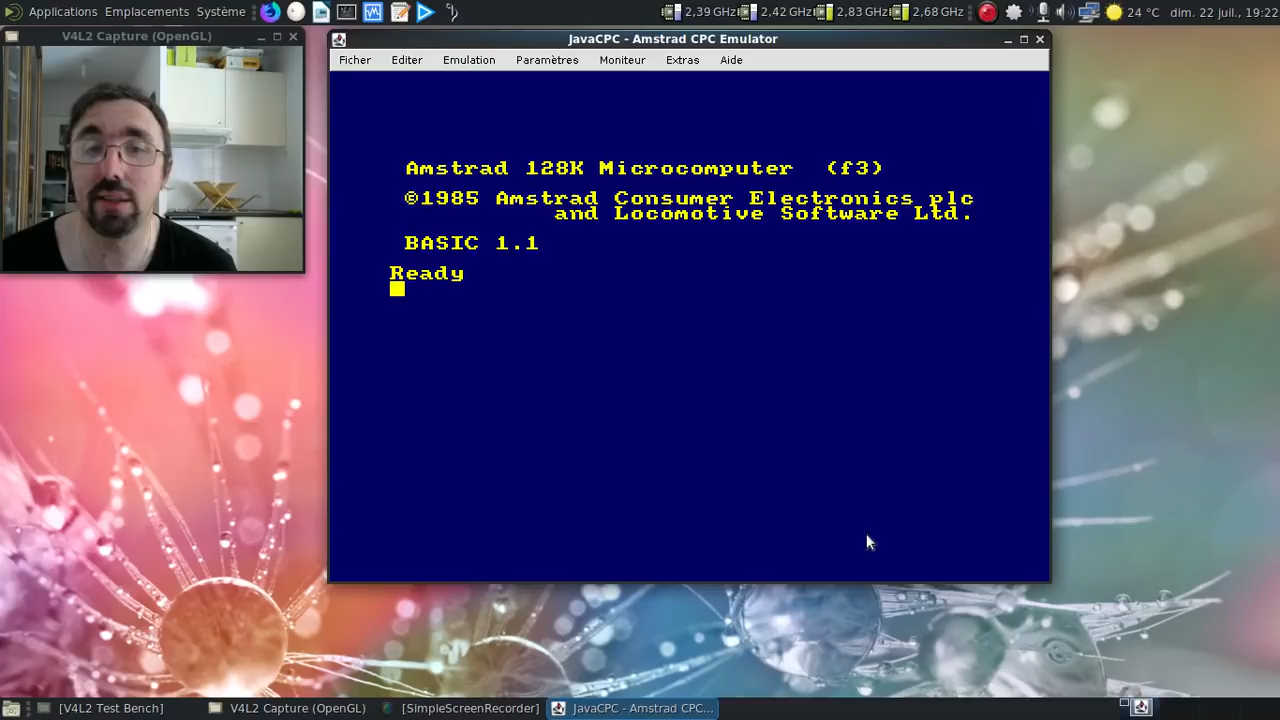 Applications Emplacements Système 2,39 GHz 2,42 GHz 2,83 GHz 2,68 GHz 24 °C dim. 22 juil., 19:22
V4L2 Capture (OpenGL)
JavaCPC - Amstrad CPC Emulator
Ficher Editer Emulation Paramètres Moniteur Extras Aide
Amstrad 128K Microcomputer (f3)
©1985 Amstrad Consumer Electronics plc
and Locomotive Software Ltd.
BASIC 1.1
Ready
[V4L2 Test Bench] V4L2 Capture (OpenGL) [SimpleScreenRecorder] JavaCPC - Amstrad CPC...